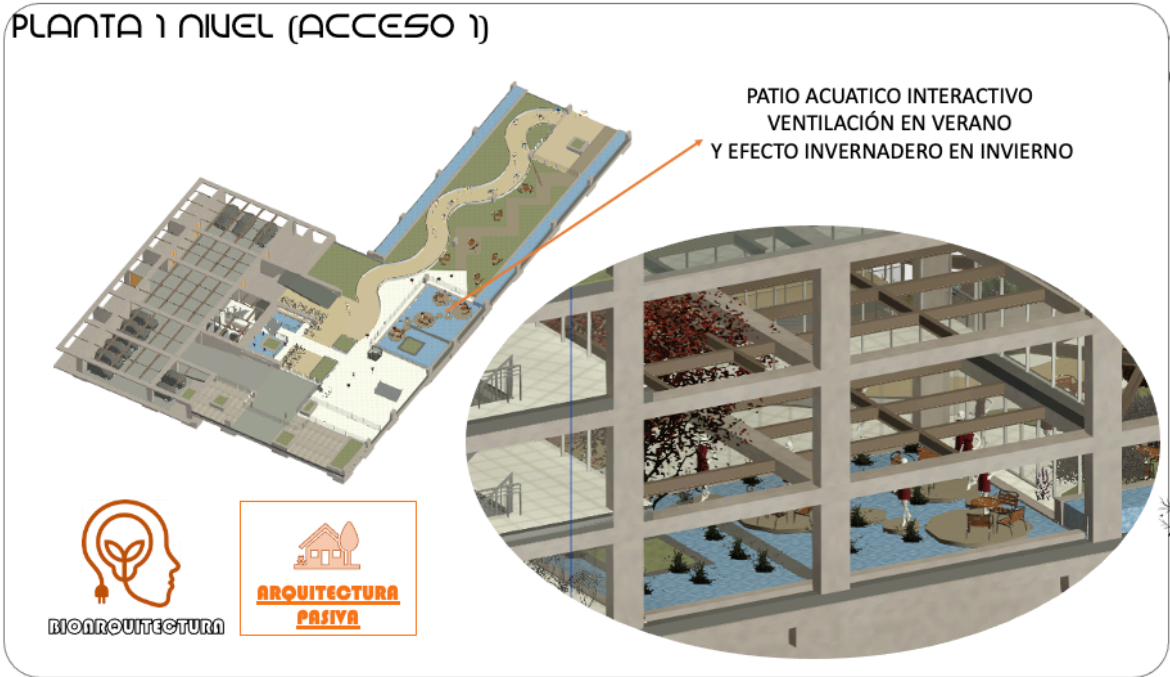 PLANTA 1 NIVEL (ACCESO 1)
PATIO ACUATICO INTERACTIVO
VENTILACIÓN EN VERANO
Y EFECTO INVERNADERO EN INVIERNO
BIOARQUITECTURA
ARQUITECTURA
PASIVA